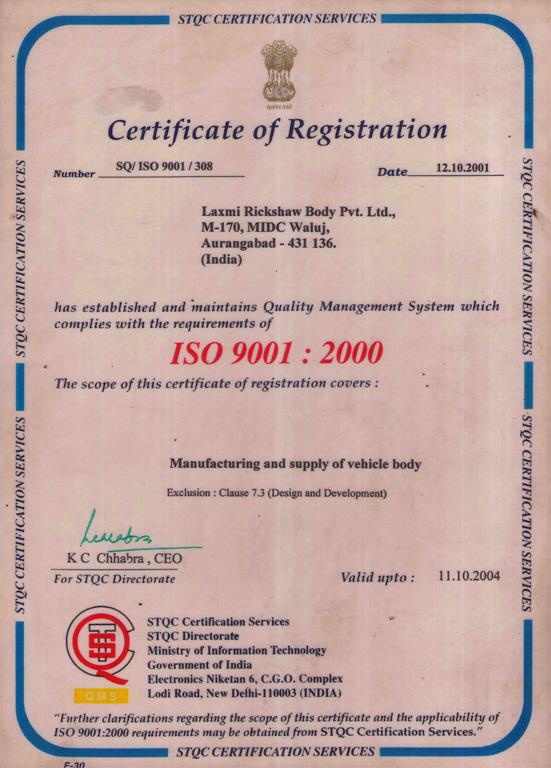 STQC CERTIFICATION SERVICES
सत्यमेव जयते
Certificate of Registration
Number SQ/ ISO 9001 / 308
Date 12.10.2001
Laxmi Rickshaw Body Pvt. Ltd.,
M-170, MIDC Waluj,
Aurangabad - 431 136.
(India)
has established and maintains Quality Management System which
complies with the requirements of
ISO 9001 : 2000
The scope of this certificate of registration covers :
Manufacturing and supply of vehicle body
Exclusion : Clause 7.3 (Design and Development)
K C Chhabra , CEO
For STQC Directorate
Valid upto : 11.10.2004
QMS
STQC Certification Services
STQC Directorate
Ministry of Information Technology
Government of India
Electronics Niketan 6, C.G.O. Complex
Lodi Road, New Delhi-110003 (INDIA)
"Further clarifications regarding the scope of this certificate and the applicability of
ISO 9001:2000 requirements may be obtained from STQC Certification Services."
STQC CERTIFICATION SERVICES
STQC CERTIFICATION SERVICES
STQC CERTIFICATION SERVICES
STQC CERTIFICATION SERVICES
STQC CERTIFICATION SERVICES
F-30